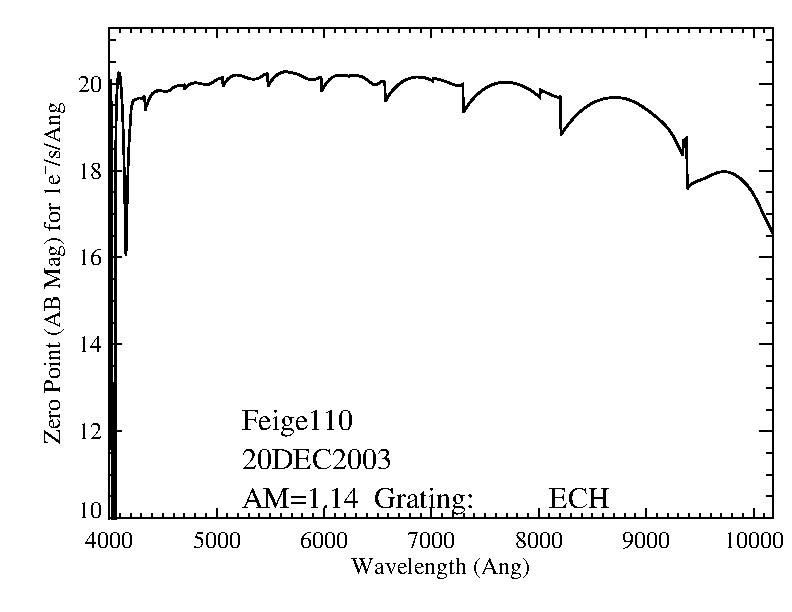 Zero Point (AB Mag) for 1e⁻/s/Ang
20
18
16
14
12
10
Feige110
20DEC2003
AM=1.14 Grating: ECH
4000 5000 6000 7000 8000 9000 10000
Wavelength (Ang)